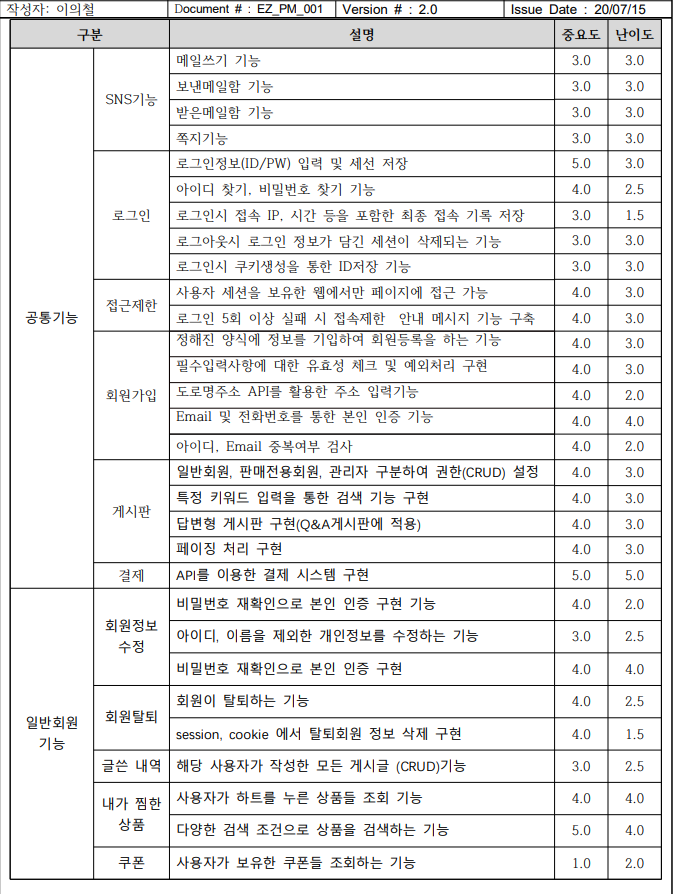 작성자: 이의철 Document # : EZ_PM_001 Version # : 2.0 Issue Date : 20/07/15
구분 설명 중요도 난이도
공통기능
SNS기능
메일쓰기 기능 3.0 3.0
보낸메일함 기능 3.0 3.0
받은메일함 기능 3.0 3.0
쪽지기능 3.0 3.0
로그인
로그인정보(ID/PW) 입력 및 세선 저장 5.0 3.0
아이디 찾기, 비밀번호 찾기 기능 4.0 2.5
로그인시 접속 IP, 시간 등을 포함한 최종 접속 기록 저장 3.0 1.5
로그아웃시 로그인 정보가 담긴 세션이 삭제되는 기능 3.0 3.0
로그인시 쿠키생성을 통한 ID저장 기능 3.0 3.0
접근제한
사용자 세션을 보유한 웹에서만 페이지에 접근 가능 4.0 3.0
로그인 5회 이상 실패 시 접속제한 안내 메시지 기능 구축 4.0 3.0
회원가입
정해진 양식에 정보를 기입하여 회원등록을 하는 기능 4.0 3.0
필수입력사항에 대한 유효성 체크 및 예외처리 구현 4.0 3.0
도로명주소 API를 활용한 주소 입력기능 4.0 2.0
Email 및 전화번호를 통한 본인 인증 기능 4.0 4.0
아이디, Email 중복여부 검사 4.0 2.0
게시판
일반회원, 판매전용회원, 관리자 구분하여 권한(CRUD) 설정 4.0 3.0
특정 키워드 입력을 통한 검색 기능 구현 4.0 3.0
답변형 게시판 구현(Q&A게시판에 적용) 4.0 3.0
페이징 처리 구현 4.0 3.0
결제 API를 이용한 결제 시스템 구현 5.0 5.0
일반회원
기능
회원정보
수정
비밀번호 재확인으로 본인 인증 구현 기능 4.0 2.0
아이디, 이름을 제외한 개인정보를 수정하는 기능 3.0 2.5
비밀번호 재확인으로 본인 인증 구현 4.0 4.0
회원탈퇴
회원이 탈퇴하는 기능 4.0 2.5
session, cookie 에서 탈퇴회원 정보 삭제 구현 4.0 1.5
글쓴 내역 해당 사용자가 작성한 모든 게시글 (CRUD)기능 3.0 2.5
내가 찜한
상품
사용자가 하트를 누른 상품들 조회 기능 4.0 4.0
다양한 검색 조건으로 상품을 검색하는 기능 5.0 4.0
쿠폰 사용자가 보유한 쿠폰들 조회하는 기능 1.0 2.0